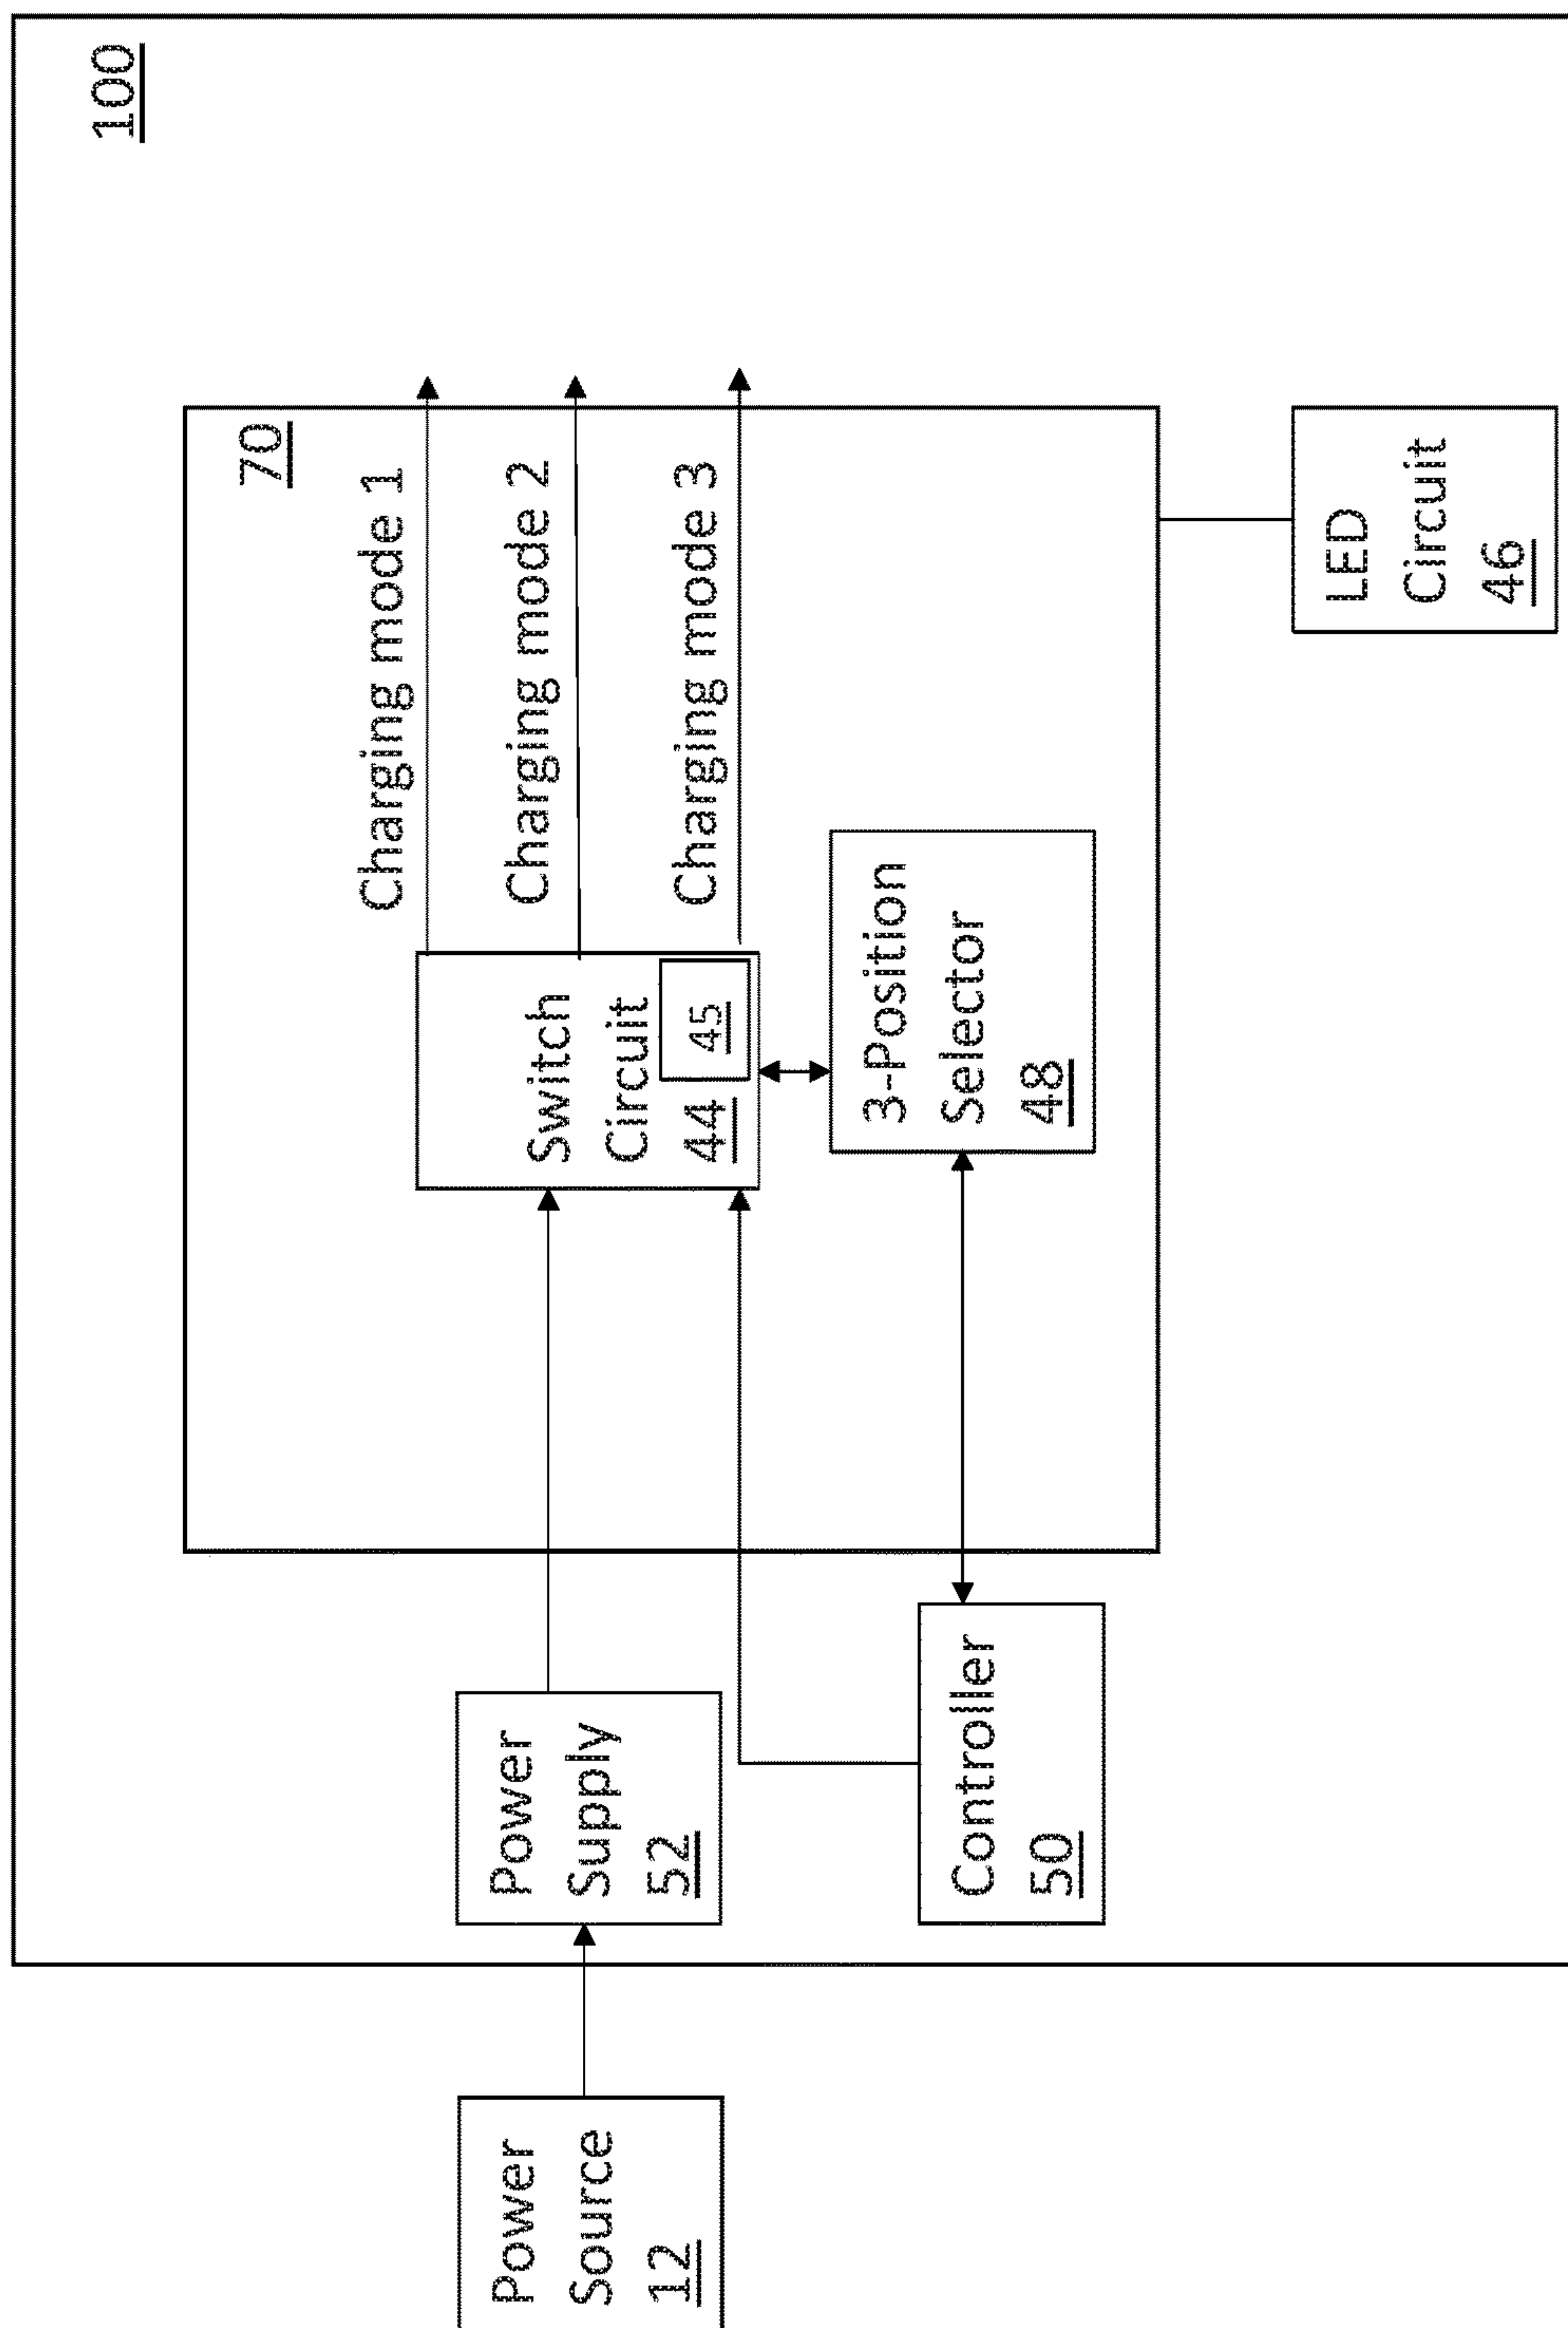 100
70
Charging mode 1
Charging mode 2
Charging mode 3
Switch
Circuit
44
45
3-Position
Selector
48
Power
Source
12
Power
Supply
52
Controller
50
LED
Circuit
46